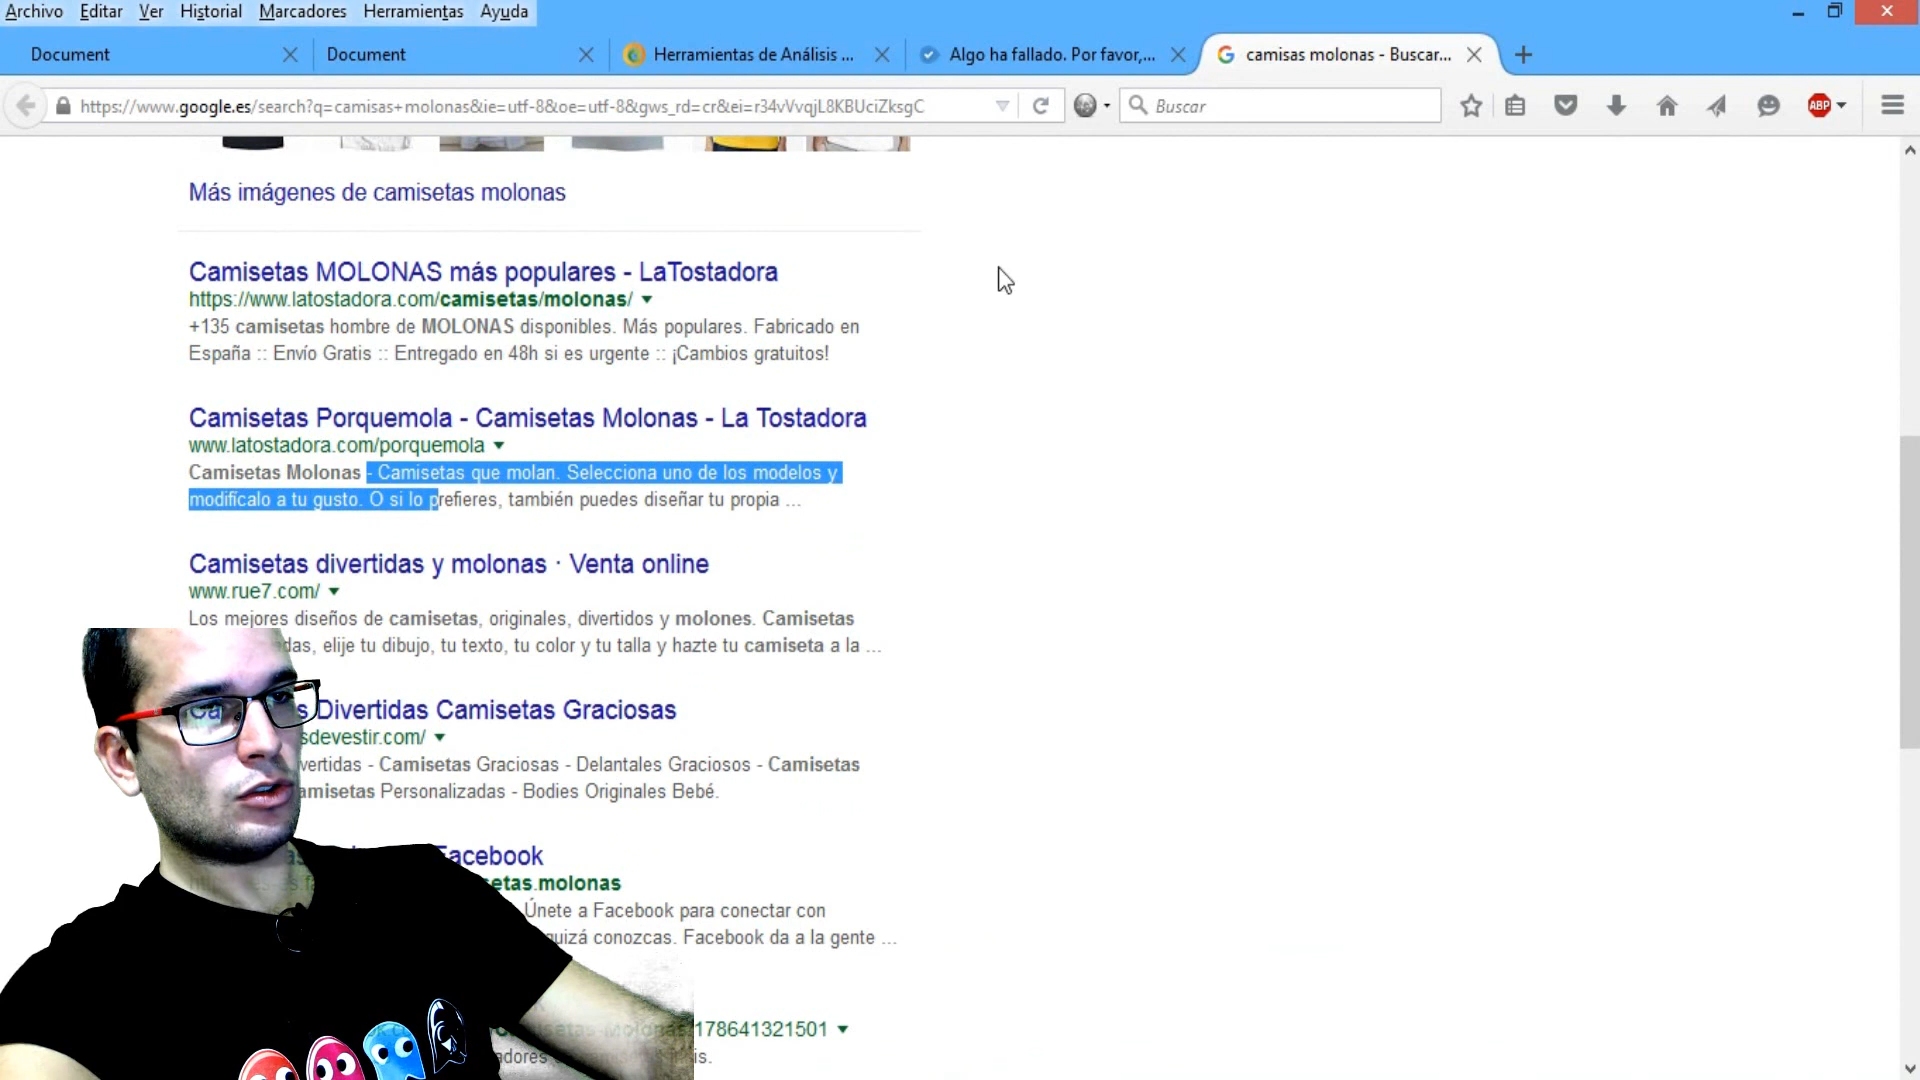 Archivo Editar Ver Historial Marcadores Herramientas Ayuda
Document
Document
Herramientas de Análisis ...
Algo ha fallado. Por favor,...
camisas molonas - Buscar...
https://www.google.es/search?q=camisas+molonas&ie=utf-8&oe=utf-8&gws_rd=cr&ei=r34vVvqjL8KBUciZksgC
Buscar
ABP
Más imágenes de camisetas molonas
Camisetas MOLONAS más populares - LaTostadora
https://www.latostadora.com/camisetas/molonas/
+135 camisetas hombre de MOLONAS disponibles. Más populares. Fabricado en
España :: Envío Gratis :: Entregado en 48h si es urgente :: ¡Cambios gratuitos!
Camisetas Porquemola - Camisetas Molonas - La Tostadora
www.latostadora.com/porquemola
Camisetas Molonas - Camisetas que molan. Selecciona uno de los modelos y
modifícalo a tu gusto. O si lo prefieres, también puedes diseñar tu propia ...
Camisetas divertidas y molonas · Venta online
www.rue7.com/
Los mejores diseños de camisetas, originales, divertidos y molones. Camisetas
das, elije tu dibujo, tu texto, tu color y tu talla y hazte tu camiseta a la ...
Divertidas Camisetas Graciosas
sdevestir.com/
vertidas - Camisetas Graciosas - Delantales Graciosos - Camisetas
amisetas Personalizadas - Bodies Originales Bebé.
Facebook
setas.molonas
Únete a Facebook para conectar con
quizá conozcas. Facebook da a la gente ...
178641321501
adores